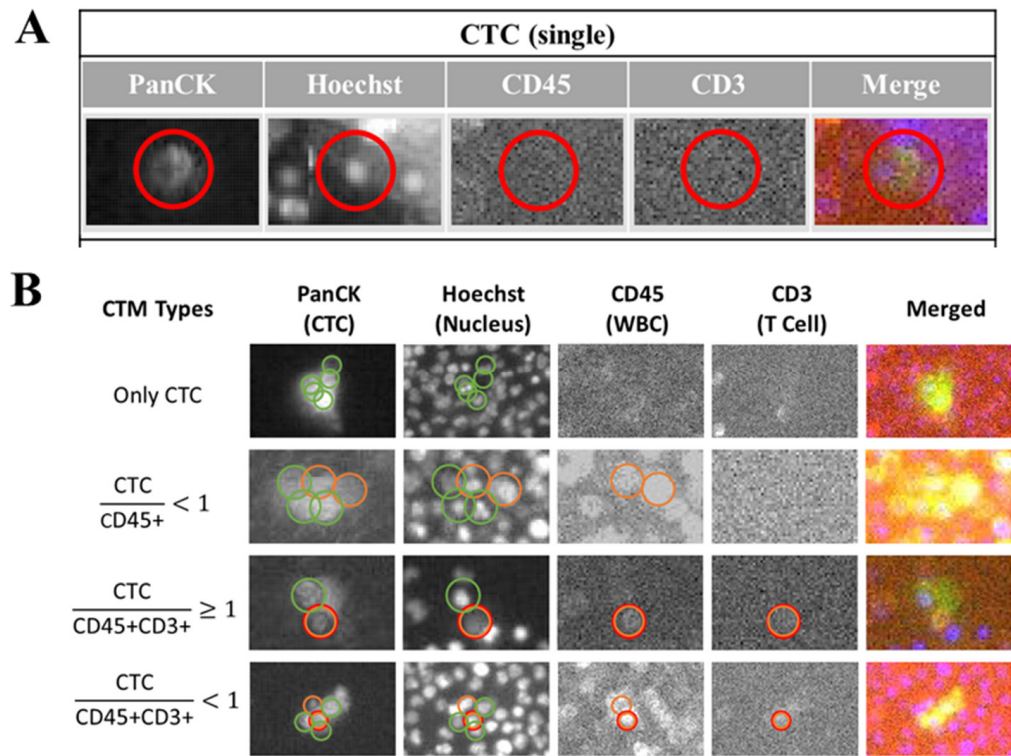 A
CTC (single)
PanCK Hoechst CD45 CD3 Merge
B
CTM Types PanCK (CTC) Hoechst (Nucleus) CD45 (WBC) CD3 (T Cell) Merged
Only CTC
CTC
CD45+ < 1
CTC
CD45+CD3+ ≥ 1
CTC
CD45+CD3+ < 1